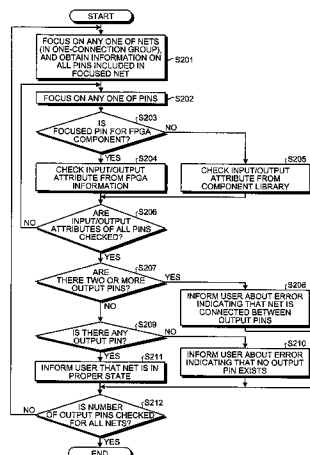 START
FOCUS ON ANY ONE OF NETS
(IN ONE-CONNECTION GROUP),
AND OBTAIN INFORMATION ON
ALL PINS INCLUDED IN
FOCUSED NET
S201
FOCUS ON ANY ONE OF PINS
S202
S203
IS
FOCUSED PIN FOR FPGA
COMPONENT?
NO
YES
S204
CHECK INPUT/OUTPUT
ATTRIBUTE FROM FPGA
INFORMATION
S205
CHECK INPUT/OUTPUT
ATTRIBUTE FROM
COMPONENT LIBRARY
S206
ARE
INPUT/OUTPUT
ATTRIBUTES OF ALL PINS
CHECKED?
NO
YES
S207
ARE
THERE TWO OR MORE
OUTPUT PINS?
YES
NO
S208
INFORM USER ABOUT ERROR
INDICATING THAT NET IS
CONNECTED BETWEEN
OUTPUT PINS
S209
IS THERE ANY
OUTPUT PIN?
NO
YES
S210
INFORM USER ABOUT ERROR
INDICATING THAT NO OUTPUT
PIN EXISTS
S211
INFORM USER THAT NET IS IN
PROPER STATE
S212
IS NUMBER
OF OUTPUT PINS CHECKED
FOR ALL NETS?
NO
YES
END